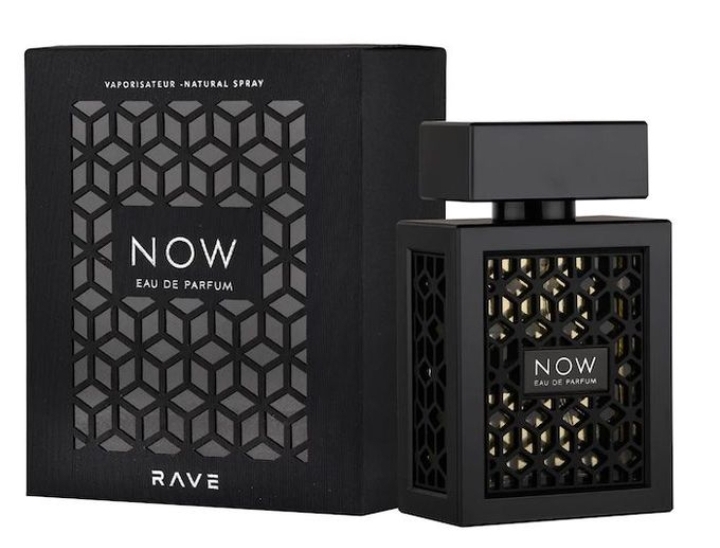 VAPORISATEUR -NATURAL SPRAY
NOW
EAU DE PARFUM
RAVE
NOW
EAU DE PARFUM